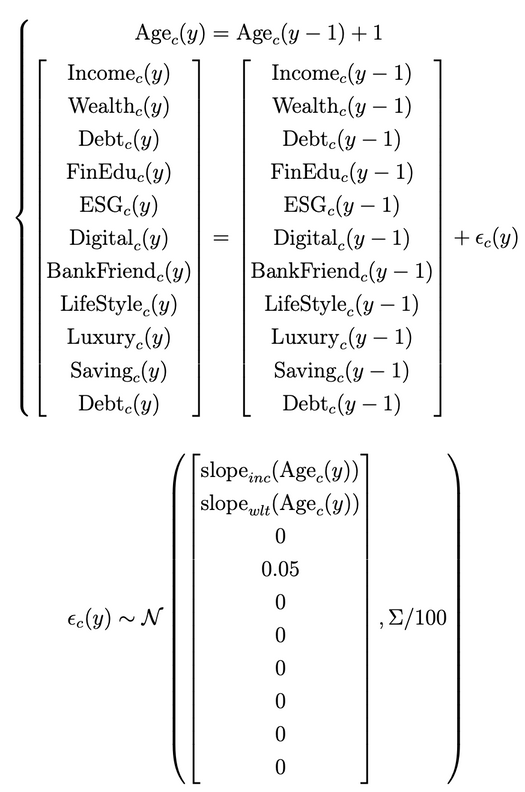 Age_c(y) = Age_c(y − 1) + 1
Income_c(y) Income_c(y − 1)
Wealth_c(y) Wealth_c(y − 1)
Debt_c(y) Debt_c(y − 1)
FinEdu_c(y) FinEdu_c(y − 1)
ESG_c(y) ESG_c(y − 1)
Digital_c(y) = Digital_c(y − 1) + ϵ_c(y)
BankFriend_c(y) BankFriend_c(y − 1)
LifeStyle_c(y) LifeStyle_c(y − 1)
Luxury_c(y) Luxury_c(y − 1)
Saving_c(y) Saving_c(y − 1)
Debt_c(y) Debt_c(y − 1)
slope_inc(Age_c(y))
slope_wlt(Age_c(y))
0
0.05
0
ϵ_c(y) ∼ 𝒩 0 , Σ/100
0
0
0
0